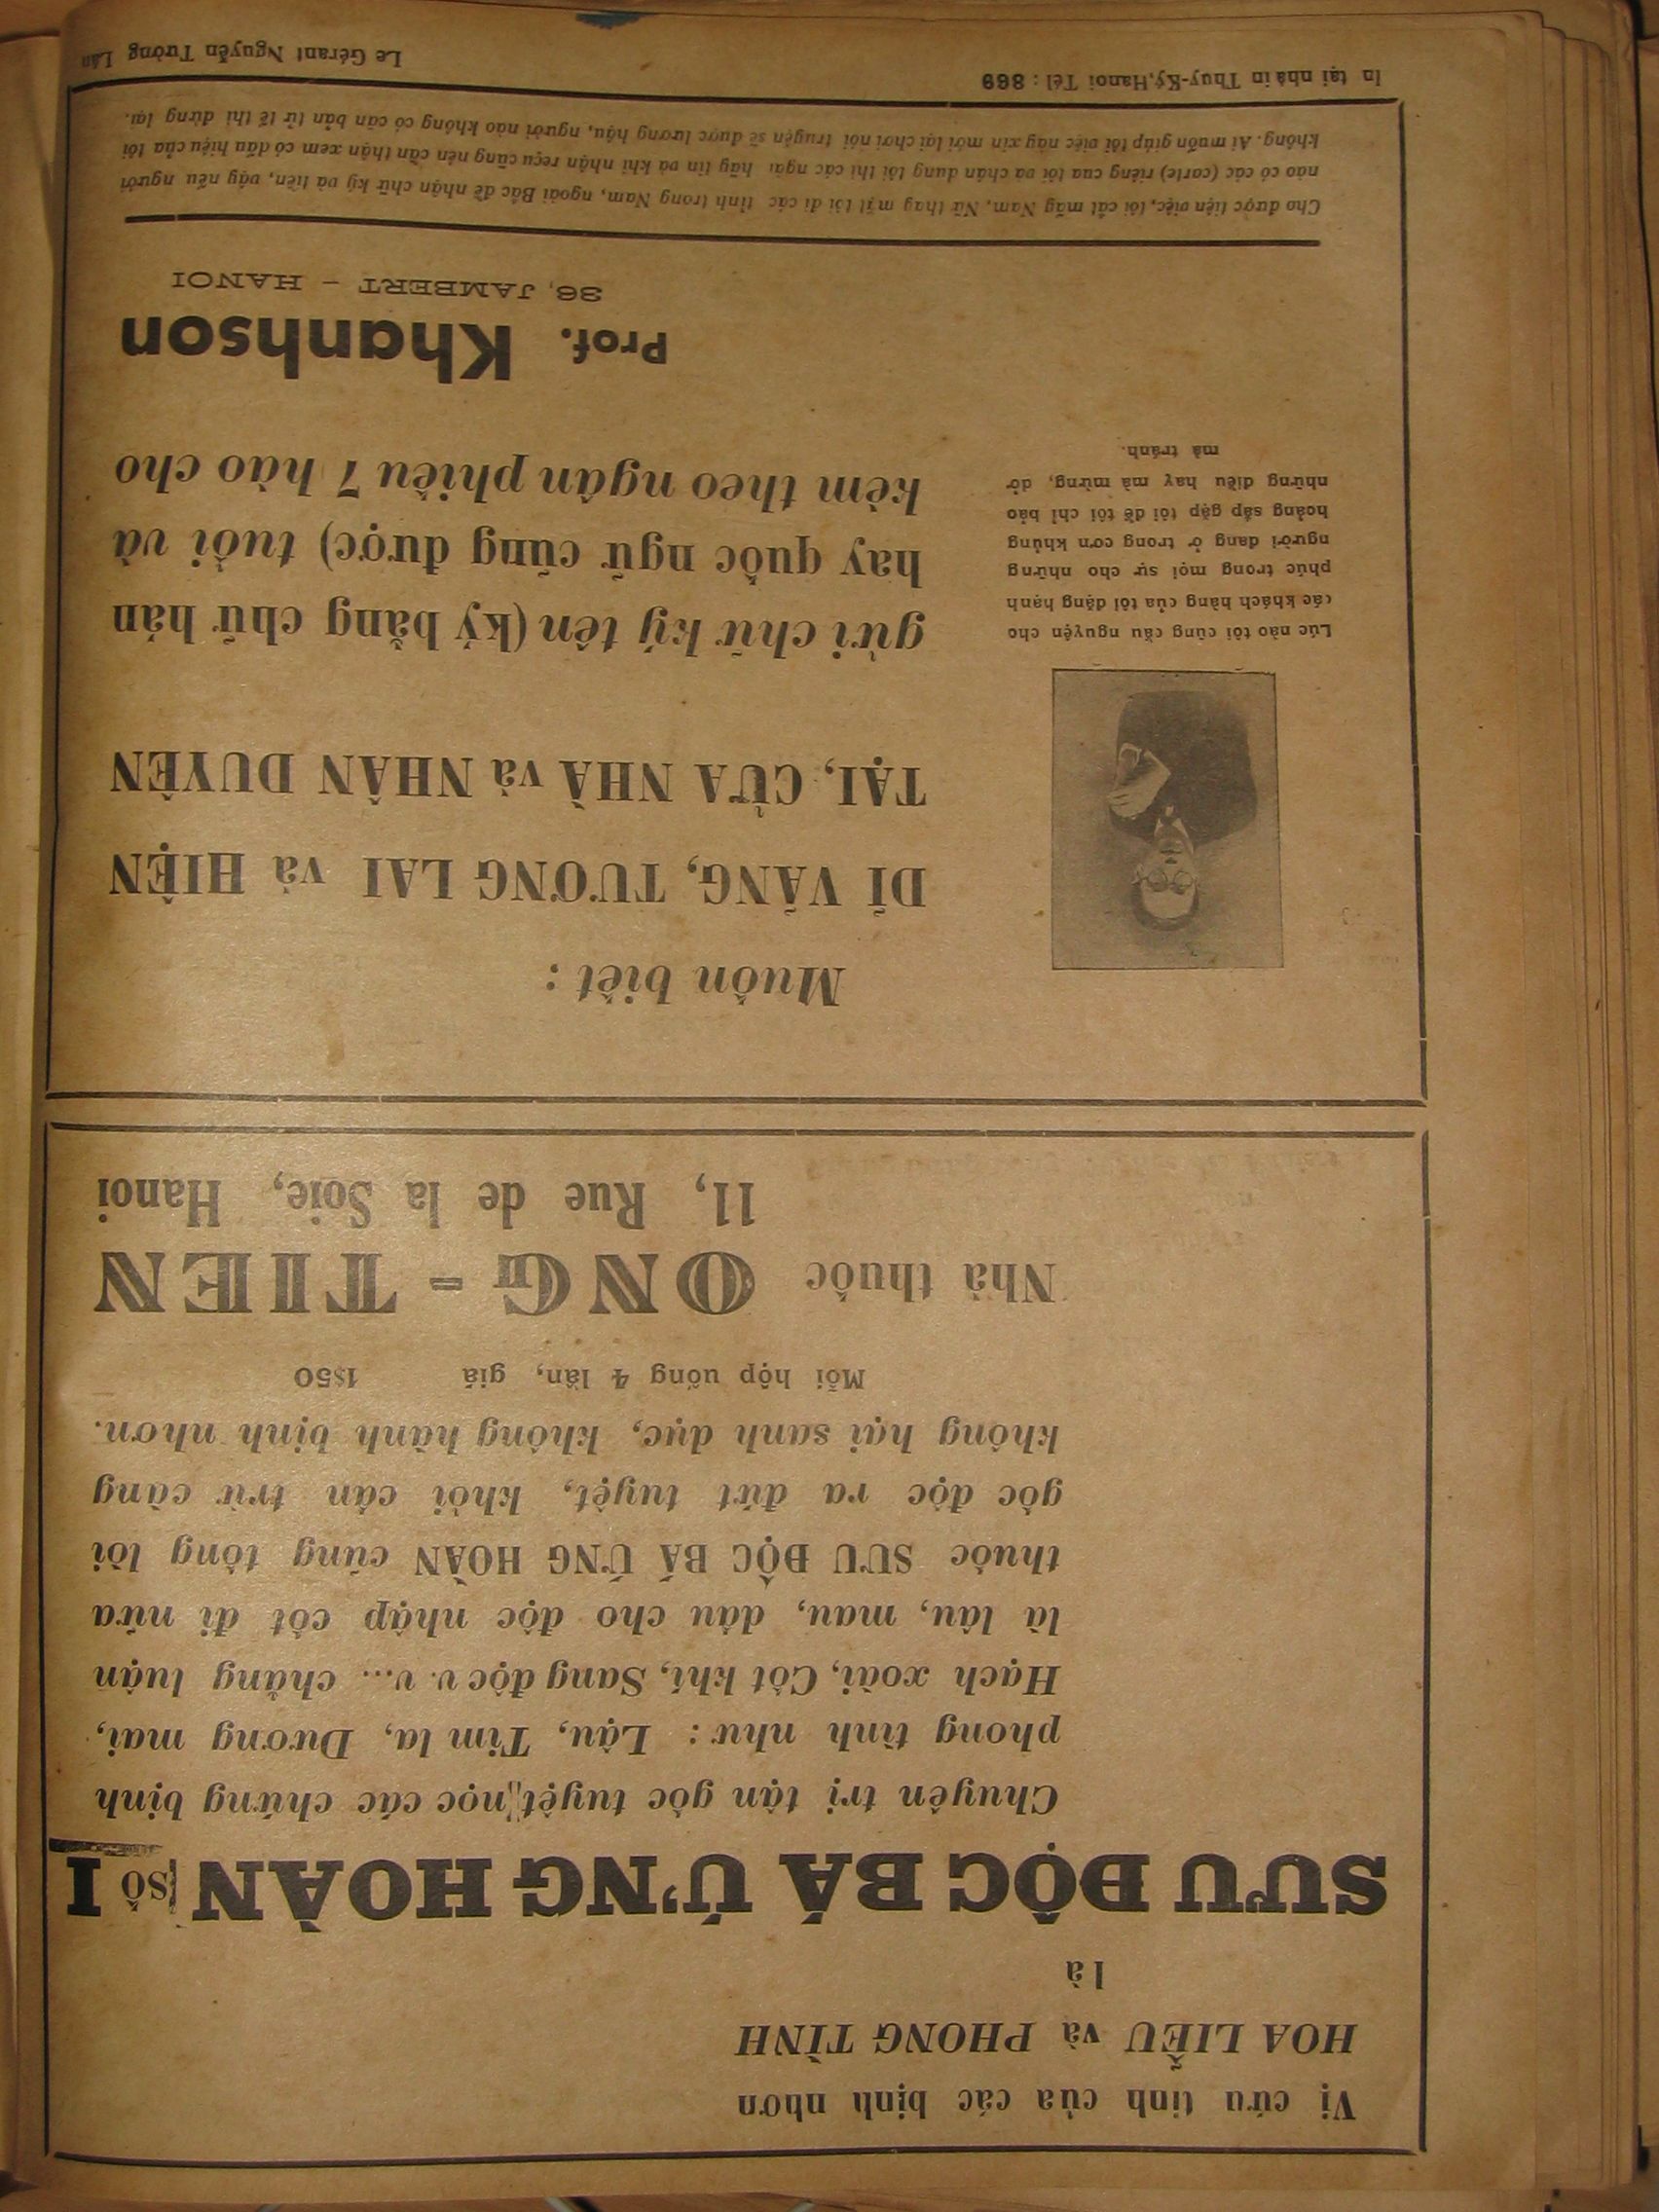 Vị cứu tinh của các bịnh nhơn
HOA LIỄU và PHONG TÌNH
là
SƯU ĐỘC BÁ ỨNG HOÀN số I
Chuyên trị tận gốc tuyệt nọc các chứng bịnh
phong tình như : Lậu, Tim la, Dương mai,
Hạch xoài, Cốt khí, Sang độc v. v... chẳng luận
là lâu, mau, dầu cho độc nhập cốt đi nữa
thuốc SƯU ĐỘC BÁ ỨNG HOÀN cũng tống lòi
gốc độc ra dứt tuyệt, khỏi cần trừ căng
không hại sanh dục, không hành bịnh nhơn.
Mỗi hộp uống 4 lần, giá 1$50
Nhà thuốc ONG - TIEN
11, Rue de la Soie, Hanoi
Muốn biết :
DĨ VÃNG, TƯƠNG LAI và HIỆN
TẠI, CỬA NHÀ và NHÂN DUYÊN
gửi chữ ký tên (ký bằng chữ hán
hay quốc ngữ cũng được) tuổi và
kèm theo ngân phiếu 7 hào cho
Prof. Khanhson
36, JAMBERT - HANOI
Lúc nào tôi cũng cầu nguyện cho
các khách hàng của tôi dặng hạnh
phúc trong mọi sự cho những
người đang ở trong cơn khủng
hoảng sắp gặp tôi để tôi chỉ bảo
những điều hay mà mừng, dở
mà tránh.
Cho được tiện việc, tôi cắt mấy Nam, Nữ thay mặt tôi đi các tỉnh trong Nam, ngoài Bắc để nhận chữ ký và tiền, vậy nếu người
nào có các (carte) riêng của tôi và chân dung tôi thì các ngài hãy tin và khi nhận reçu cũng nên cẩn thận xem có dấu hiệu của tôi
không. Ai muốn giúp tôi việc này xin mời lại chơi nói truyện sẽ được lương hậu, người nào không có căn bản tử tế thì đừng lại.
In tại nhà in Thụy-Ký, Hanoi Tél : 869
Le Gérant Nguyễn Tường Lân